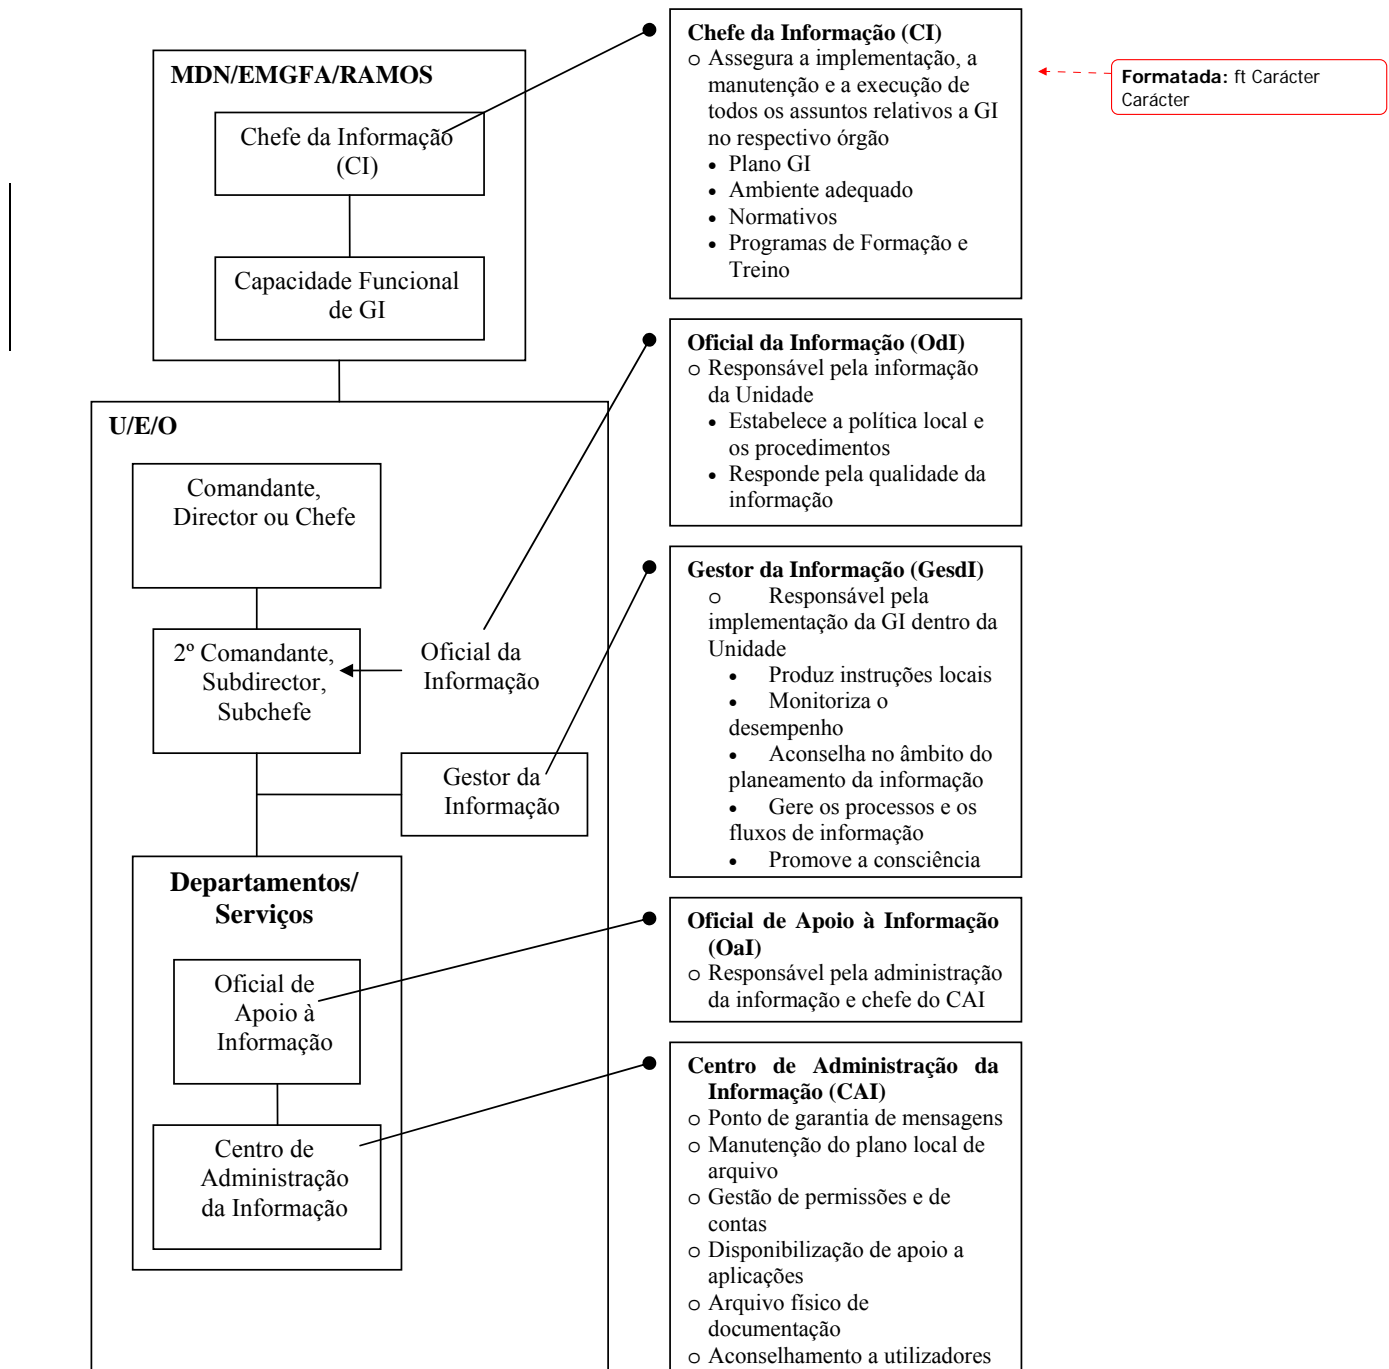 MDN/EMGFA/RAMOS
Chefe da Informação
(CI)
Capacidade Funcional
de GI
U/E/O
Comandante,
Director ou Chefe
2º Comandante,
Subdirector,
Subchefe
Oficial da
Informação
Gestor da
Informação
Departamentos/
Serviços
Oficial de
Apoio à
Informação
Centro de
Administração
da Informação
Chefe da Informação (CI)
o Assegura a implementação, a
manutenção e a execução de
todos os assuntos relativos a GI
no respectivo órgão
• Plano GI
• Ambiente adequado
• Normativos
• Programas de Formação e
Treino
Oficial da Informação (OdI)
o Responsável pela informação
da Unidade
• Estabelece a política local e
os procedimentos
• Responde pela qualidade da
informação
Gestor da Informação (GesdI)
o Responsável pela
implementação da GI dentro da
Unidade
• Produz instruções locais
• Monitoriza o
desempenho
• Aconselha no âmbito do
planeamento da informação
• Gere os processos e os
fluxos de informação
• Promove a consciência
Oficial de Apoio à Informação
(OaI)
o Responsável pela administração
da informação e chefe do CAI
Centro de Administração da
Informação (CAI)
o Ponto de garantia de mensagens
o Manutenção do plano local de
arquivo
o Gestão de permissões e de
contas
o Disponibilização de apoio a
aplicações
o Arquivo físico de
documentação
o Aconselhamento a utilizadores
Formatada: ft Carácter
Carácter